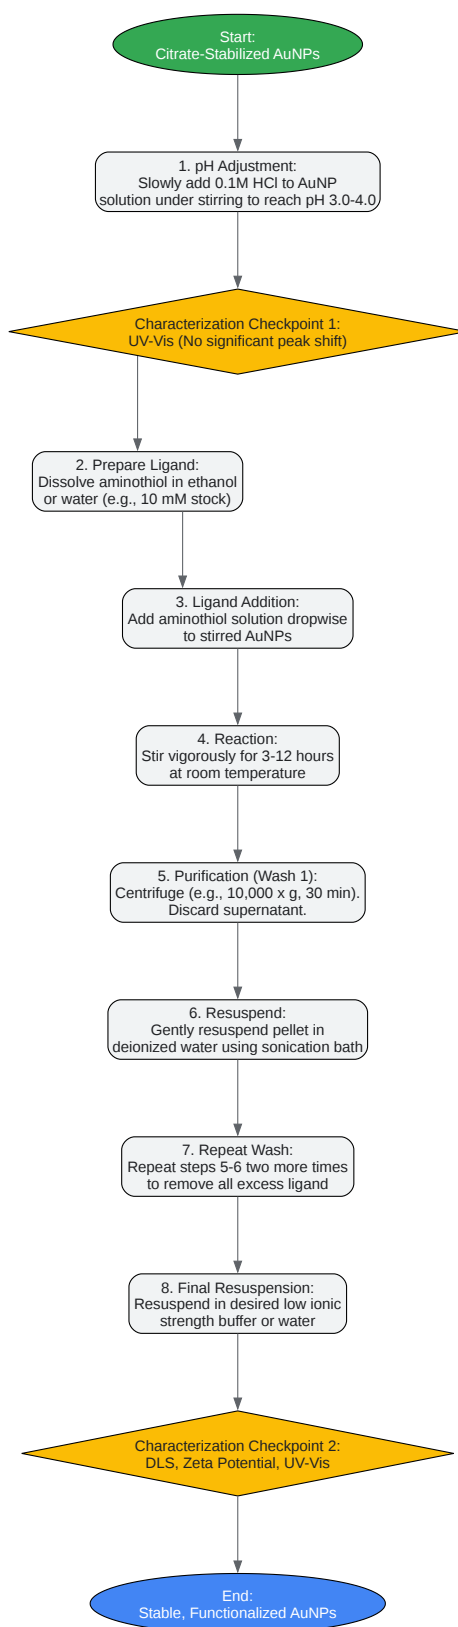 Start:
Citrate-Stabilized AuNPs
1. pH Adjustment:
Slowly add 0.1M HCl to AuNP
solution under stirring to reach pH 3.0-4.0
Characterization Checkpoint 1:
UV-Vis (No significant peak shift)
2. Prepare Ligand:
Dissolve aminothiol in ethanol
or water (e.g., 10 mM stock)
3. Ligand Addition:
Add aminothiol solution dropwise
to stirred AuNPs
4. Reaction:
Stir vigorously for 3-12 hours
at room temperature
5. Purification (Wash 1):
Centrifuge (e.g., 10,000 x g, 30 min).
Discard supernatant.
6. Resuspend:
Gently resuspend pellet in
deionized water using sonication bath
7. Repeat Wash:
Repeat steps 5-6 two more times
to remove all excess ligand
8. Final Resuspension:
Resuspend in desired low ionic
strength buffer or water
Characterization Checkpoint 2:
DLS, Zeta Potential, UV-Vis
End:
Stable, Functionalized AuNPs